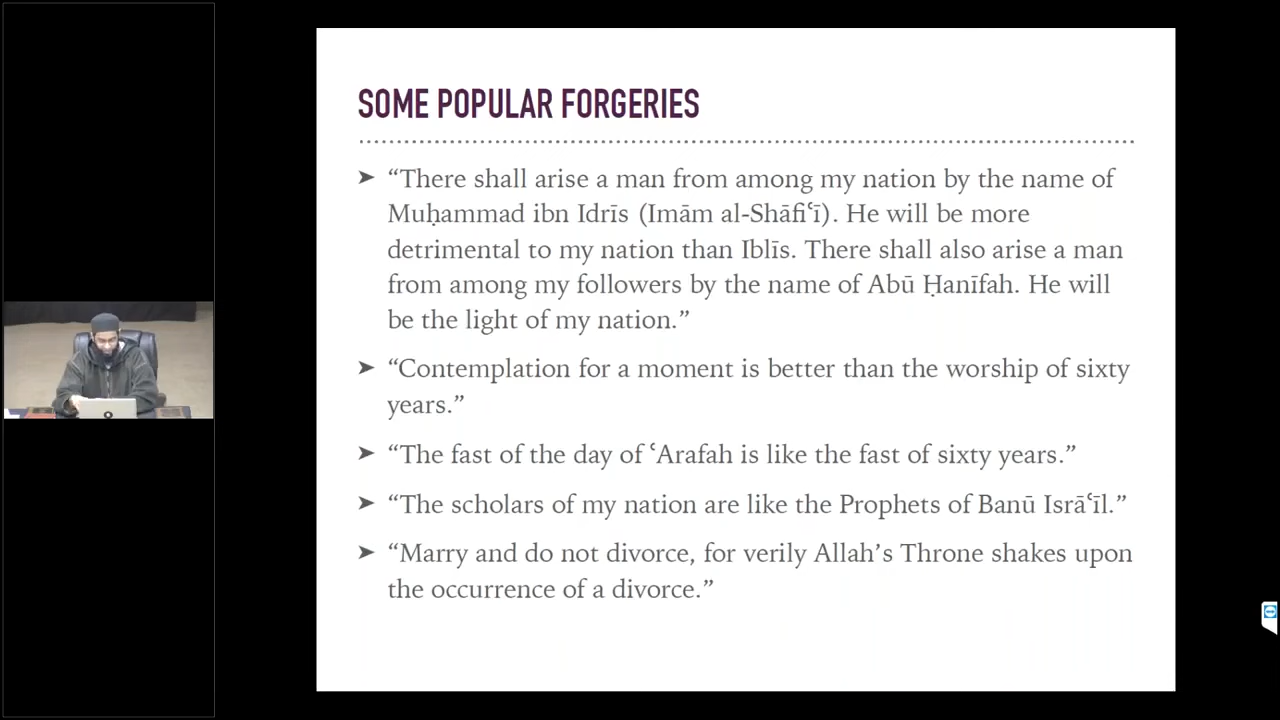 SOME POPULAR FORGERIES
➤ “There shall arise a man from among my nation by the name of
Muḥammad ibn Idrīs (Imām al-Shāfiʿī). He will be more
detrimental to my nation than Iblīs. There shall also arise a man
from among my followers by the name of Abū Ḥanīfah. He will
be the light of my nation.”
➤ “Contemplation for a moment is better than the worship of sixty
years.”
➤ “The fast of the day of ʿArafah is like the fast of sixty years.”
➤ “The scholars of my nation are like the Prophets of Banū Isrāʿīl.”
➤ “Marry and do not divorce, for verily Allah’s Throne shakes upon
the occurrence of a divorce.”